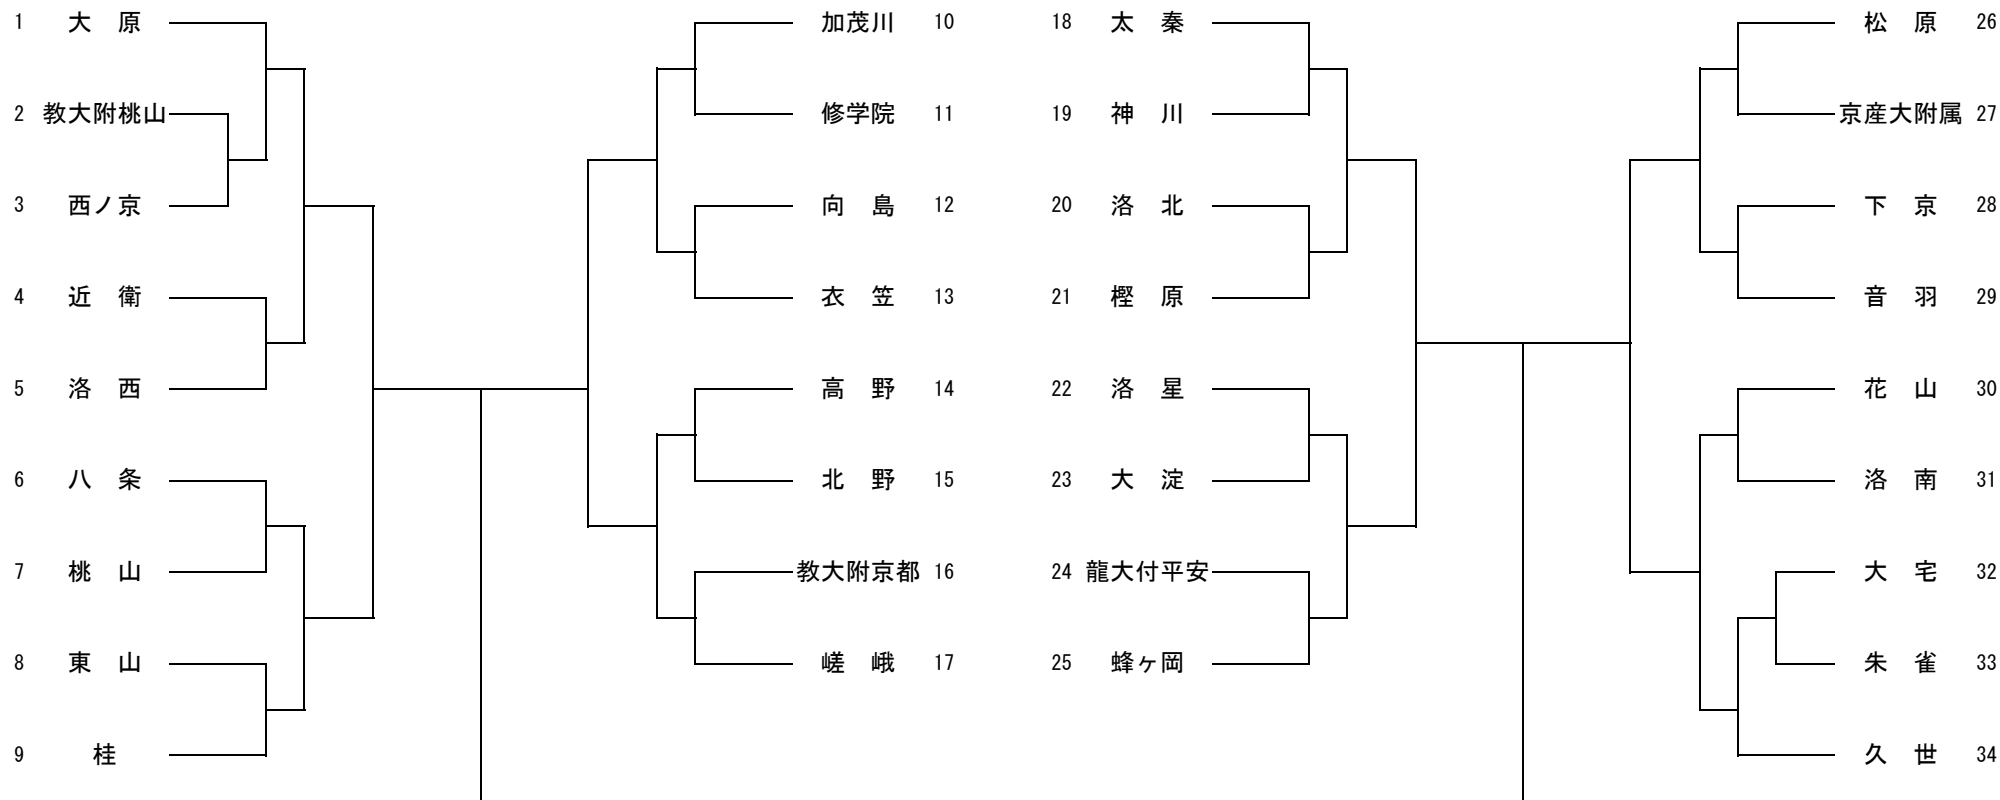 1 大　原
2 教大附桃山
3 西ノ京
4 近　衛
5 洛　西
6 八　条
7 桃　山
8 東　山
9 桂
加茂川 10
修学院 11
向　島 12
衣　笠 13
高　野 14
北　野 15
教大附京都 16
嵯　峨 17
18 太　秦
19 神　川
20 洛　北
21 樫　原
22 洛　星
23 大　淀
24 龍大付平安
25 蜂ヶ岡
松　原 26
京産大附属 27
下　京 28
音　羽 29
花　山 30
洛　南 31
大　宅 32
朱　雀 33
久　世 34